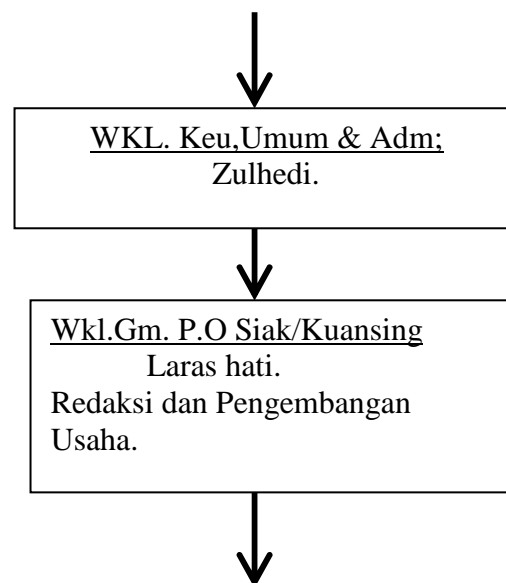 WKL. Keu,Umum & Adm;
Zulhedi.
Wkl.Gm. P.O Siak/Kuansing
Laras hati.
Redaksi dan Pengembangan
Usaha.